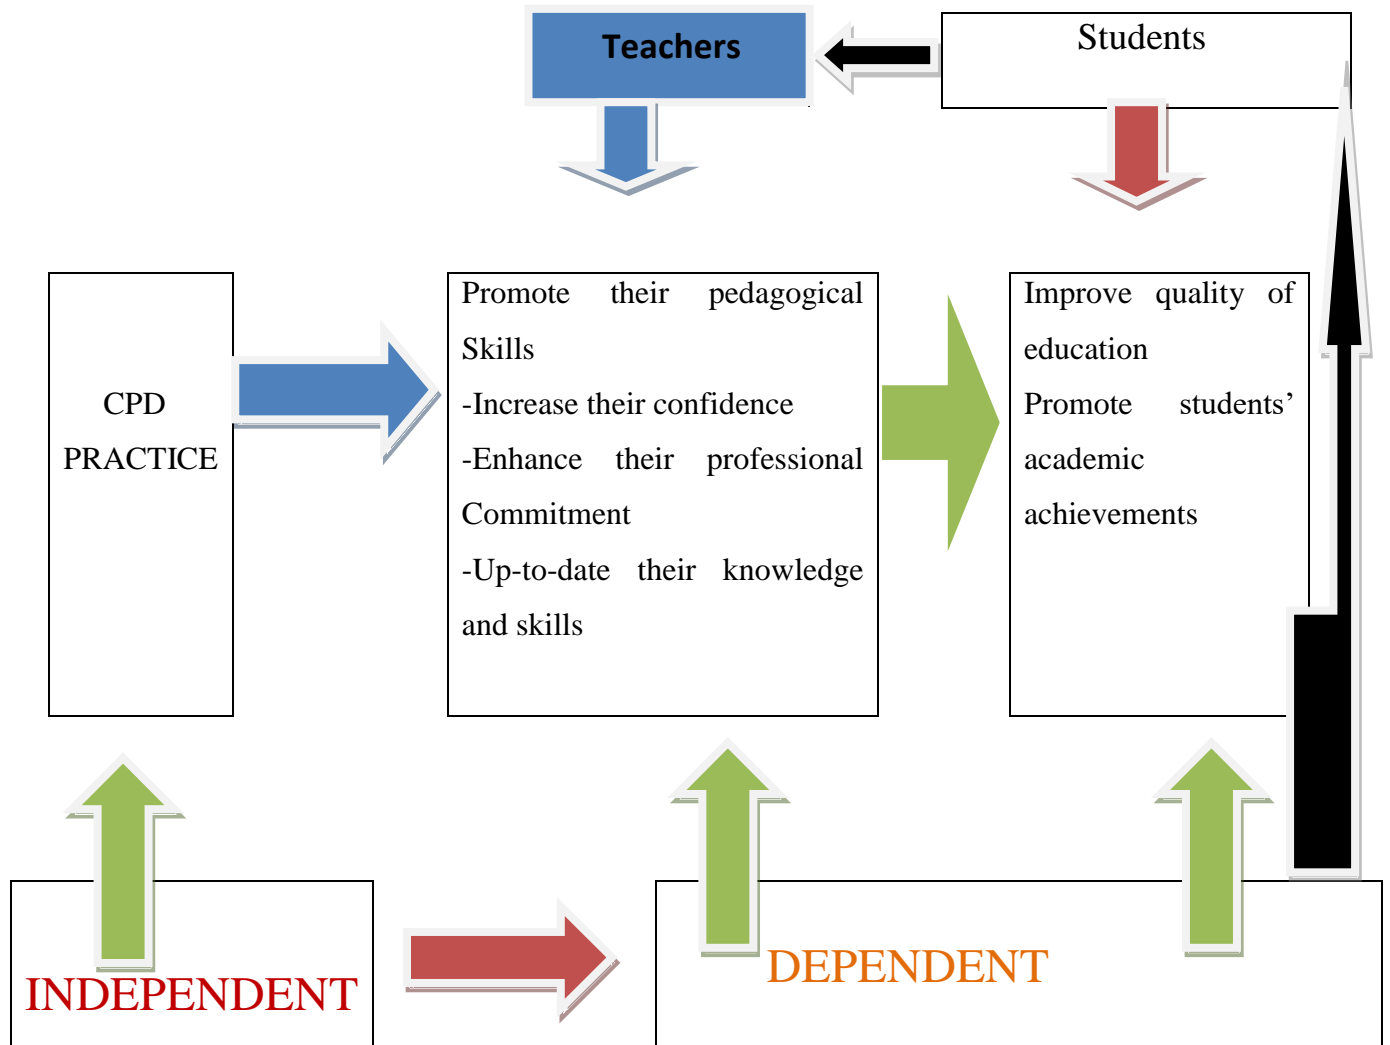 Teachers
Students
CPD
PRACTICE
Promote their pedagogical
Skills
-Increase their confidence
-Enhance their professional
Commitment
-Up-to-date their knowledge
and skills
Improve quality of
education
Promote students’
academic
achievements
INDEPENDENT
DEPENDENT